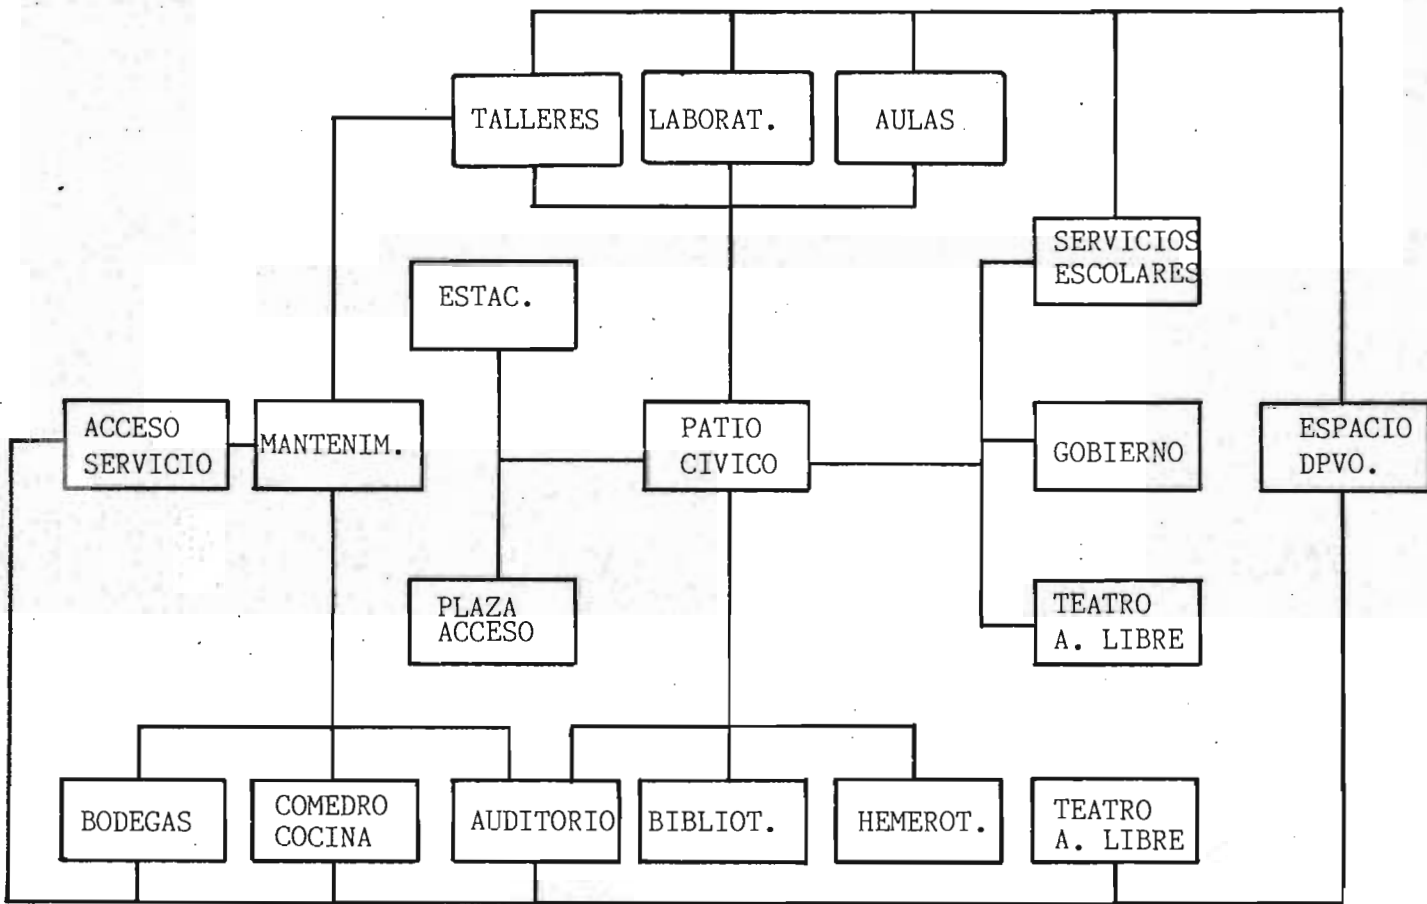 TALLERES
LABORAT.
AULAS
SERVICIOS
ESCOLARES
ESTAC.
ACCESO
SERVICIO
MANTENIM.
PATIO
CIVICO
GOBIERNO
ESPACIO
DPVO.
PLAZA
ACCESO
TEATRO
A. LIBRE
BODEGAS
COMEDRO
COCINA
AUDITORIO
BIBLIOT.
HEMEROT.
TEATRO
A. LIBRE